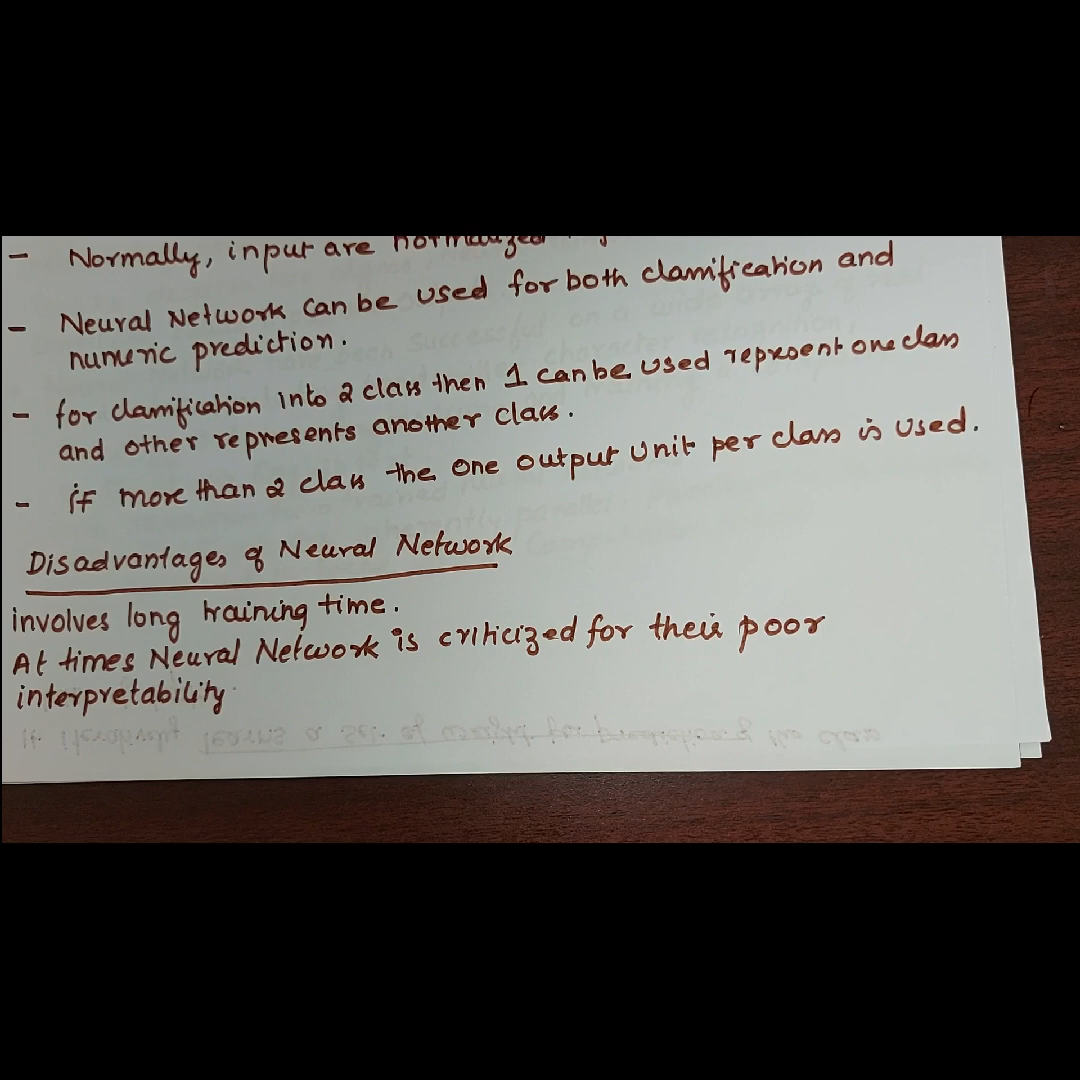 - Normally, input are normalized
- Neural Network can be used for both classification and
numeric prediction.
- for classification into 2 class then 1 can be used represent one class
and other represents another class.
- if more than 2 class the one output unit per class is used.
Disadvantages of Neural Network
involves long training time.
At times Neural Network is criticized for their poor
interpretability